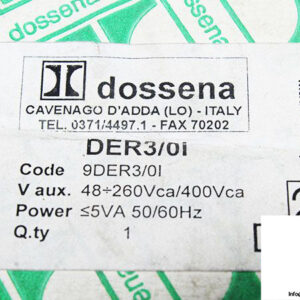 dossena
CAVENAGO D'ADDA (LO) - ITALY
TEL. 0371/4497.1 - FAX 70202
DER3/0I
Code 9DER3/0I
V aux. 48÷260Vca/400Vca
Power ≤5VA 50/60Hz
Q.ty 1